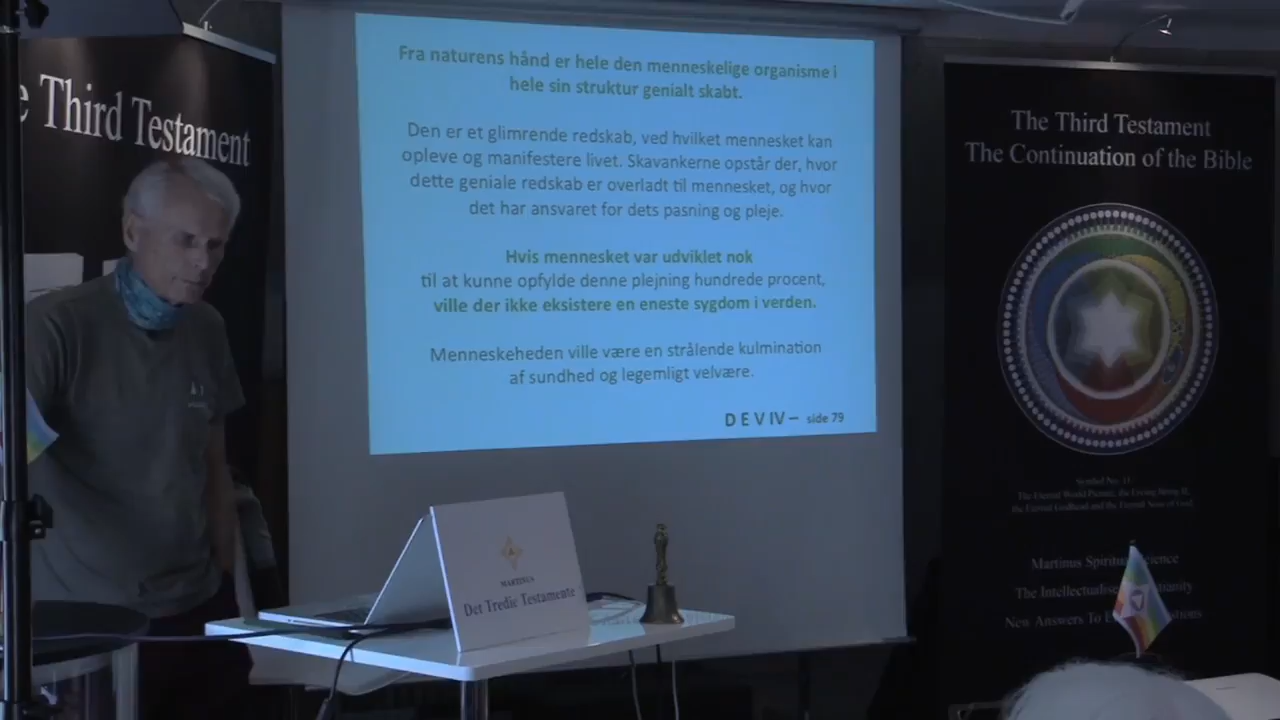 e Third Testament
Fra naturens hånd er hele den menneskelige organisme i
hele sin struktur genialt skabt.
Den er et glimrende redskab, ved hvilket mennesket kan
opleve og manifestere livet. Skavankerne opstår der, hvor
dette geniale redskab er overladt til mennesket, og hvor
det har ansvaret for dets pasning og pleje.
Hvis mennesket var udviklet nok
til at kunne opfylde denne plejning hundrede procent,
ville der ikke eksistere en eneste sygdom i verden.
Menneskeheden ville være en strålende kulmination
af sundhed og legemligt velvære.
D E V IV – side 79
The Third Testament
The Continuation of the Bible
Symbol No. 11
The Eternal World Picture, the Living Being II,
the Eternal Godhead and the Eternal Sons of God
Martinus Spiritual Science
The Intellectualise
New Answers To
MARTINUS
Det Tredie Testamente